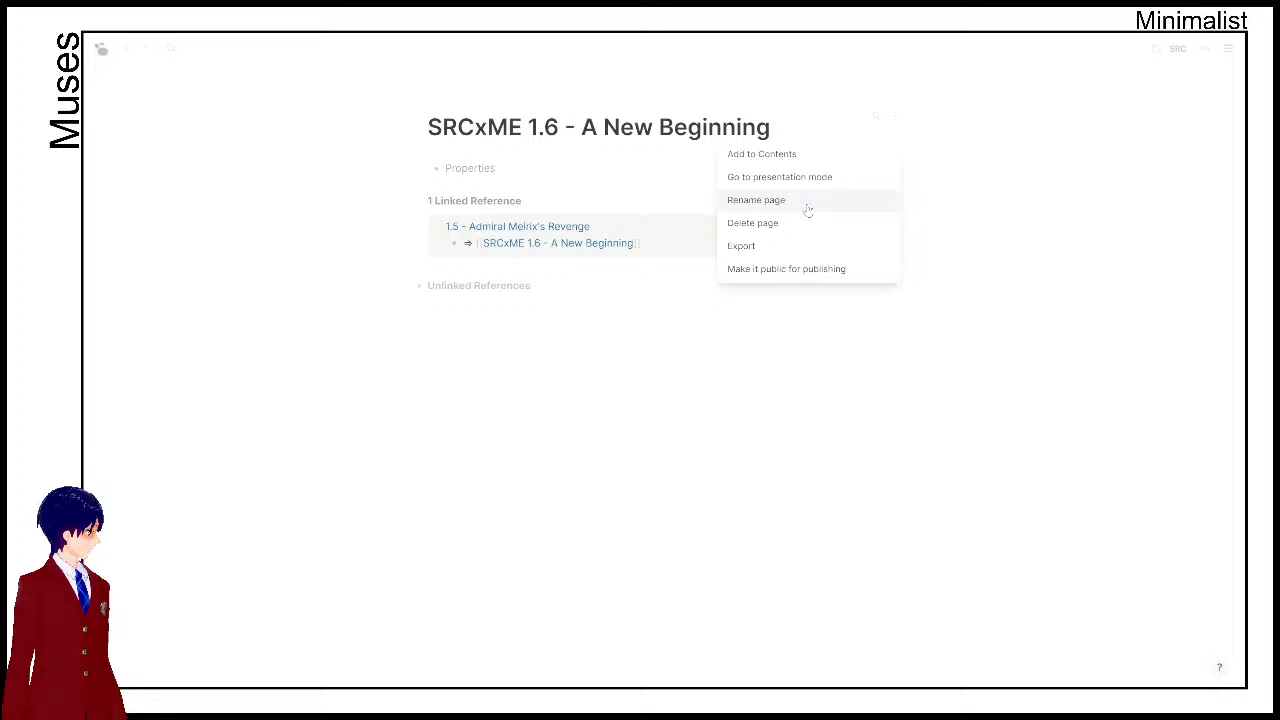 Minimalist
Muses
SRC
SRCxME 1.6 - A New Beginning
Properties
1 Linked Reference
1.5 - Admiral Meirix's Revenge
⇒ [[SRCxME 1.6 - A New Beginning]]
Unlinked References
Add to Contents
Go to presentation mode
Rename page
Delete page
Export
Make it public for publishing
?